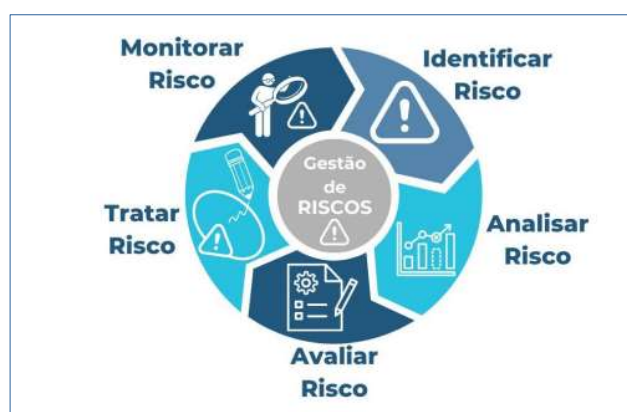 Monitorar
Risco
Identificar
Risco
Gestão
de
RISCOS
Tratar
Risco
Analisar
Risco
Avaliar
Risco